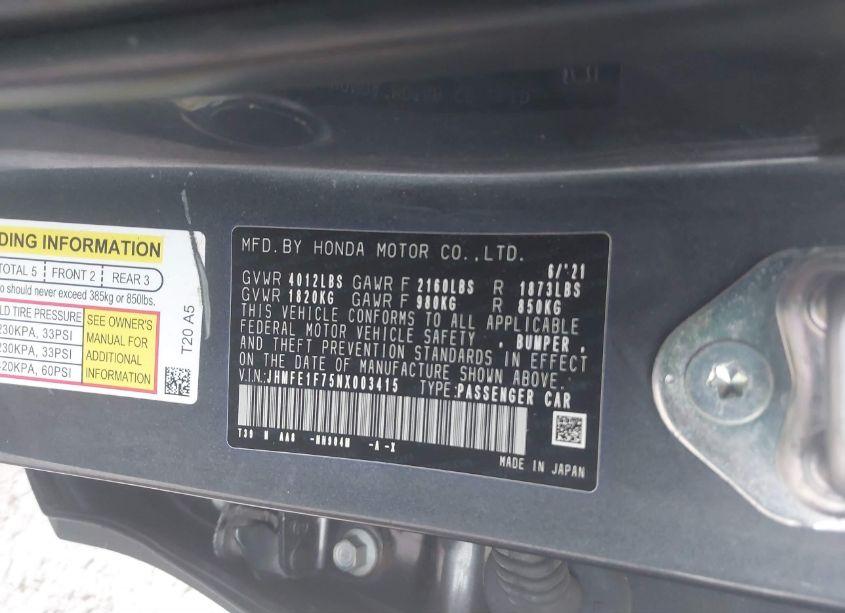 DING INFORMATION
TOTAL 5 FRONT 2 REAR 3
should never exceed 385kg or 850lbs.
TIRE PRESSURE
230KPA, 33PSI
230KPA, 33PSI
420KPA, 60PSI
SEE OWNER'S
MANUAL FOR
ADDITIONAL
INFORMATION
T20 A5
MFD. BY HONDA MOTOR CO., LTD.
6/'21
GVWR 4012LBS GAWR F 2160LBS R 1873LBS
GVWR 1820KG GAWR F 980KG R 850KG
THIS VEHICLE CONFORMS TO ALL APPLICABLE
FEDERAL MOTOR VEHICLE SAFETY , BUMPER ,
AND THEFT PREVENTION STANDARDS IN EFFECT
ON THE DATE OF MANUFACTURE SHOWN ABOVE.
V.I.N.:JHMFE1F75NX003415 TYPE:PASSENGER CAR
-A -X
MADE IN JAPAN